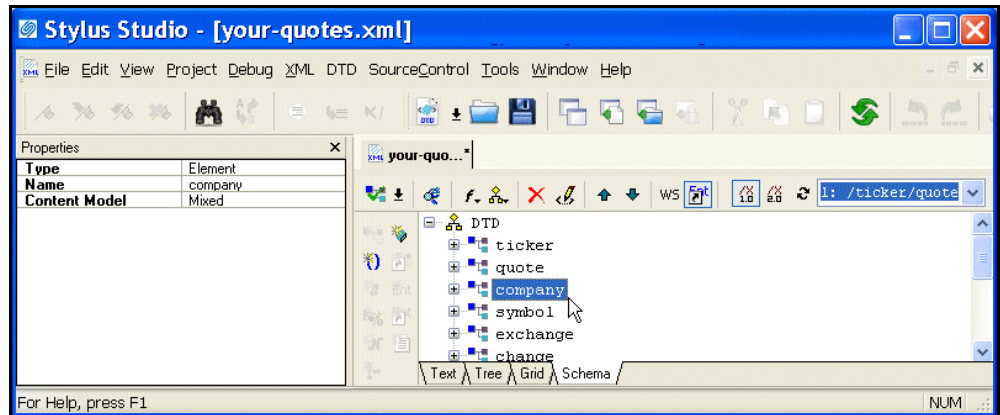 Stylus Studio - [your-quotes.xml]
File Edit View Project Debug XML DTD SourceControl Tools Window Help
Properties
Type Element
Name company
Content Model Mixed
your-quo...*
WS 1: /ticker/quote
DTD
ticker
quote
company
symbol
exchange
change
Text Tree Grid Schema
For Help, press F1 NUM